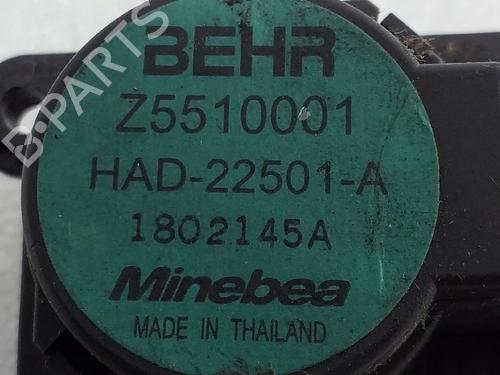 B-PARTS
BEHR
Z5510001
HAD-22501-A
1802145A
Minebea
MADE IN THAILAND